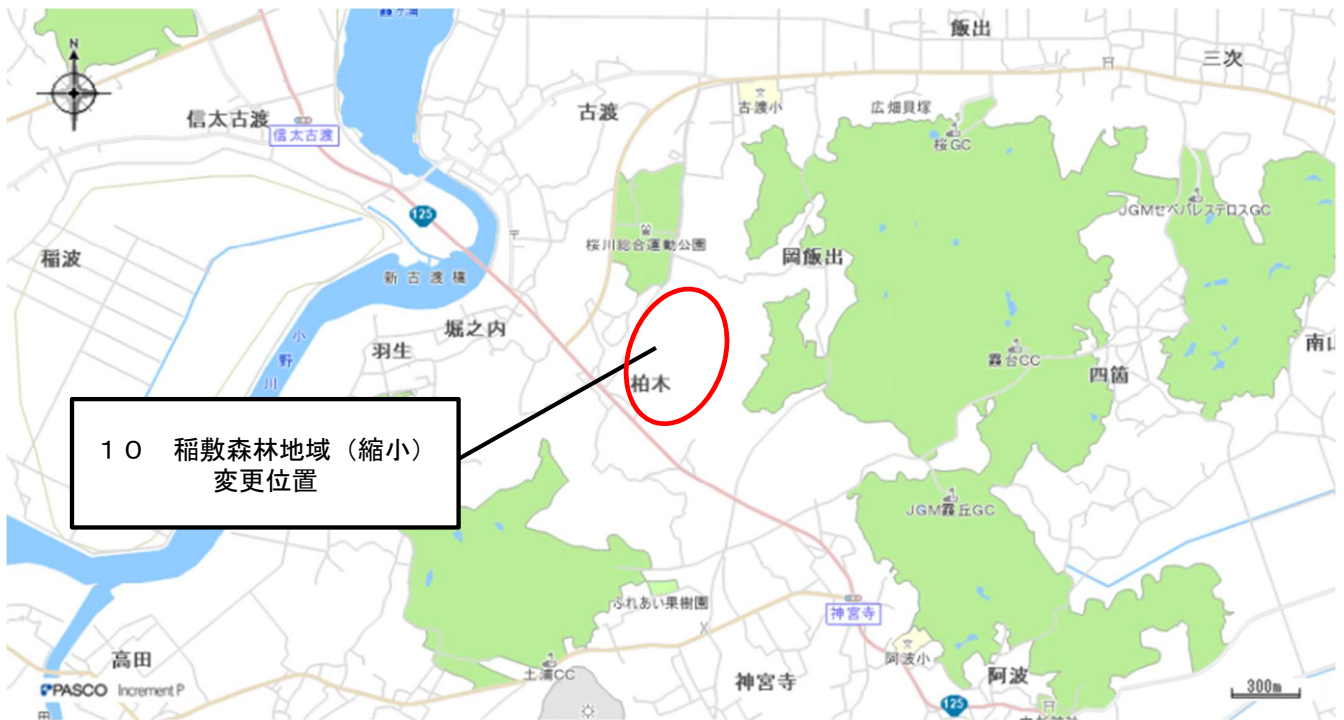 霞ヶ浦
飯出
三次
N
信太古渡
信太古渡
古渡
古渡小
広畑貝塚
桜GC
JGMセベバレステロスGC
125
桜川総合運動公園
岡飯出
稲波
新古渡橋
堀之内
小野川
羽生
霞台CC
四箇
南山
柏木
10 稲敷森林地域(縮小)
変更位置
JGM霞丘GC
ふれあい果樹園
神宮寺
阿波小
高田
土浦CC
神宮寺
阿波
125
300m
PASCO Increment P
田